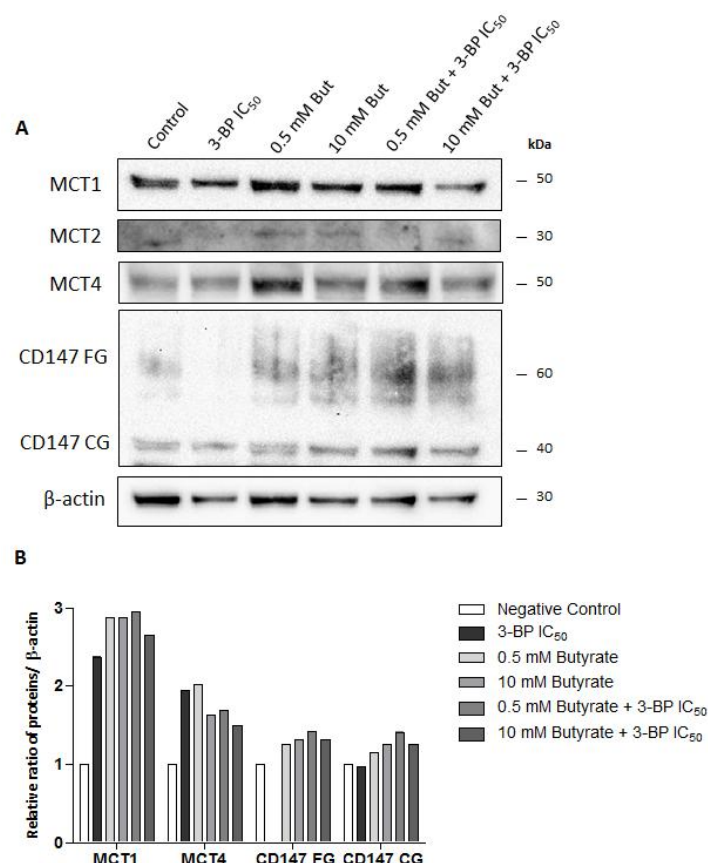 Control
3-BP IC50
0.5 mM But
10 mM But
0.5 mM But + 3-BP IC50
10 mM But + 3-BP IC50
A
kDa
MCT1
50
MCT2
30
MCT4
50
CD147 FG
60
CD147 CG
40
β-actin
30
B
Relative ratio of proteins/ β-actin
3
2
1
0
MCT1 MCT4 CD147 FG CD147 CG
Negative Control
3-BP IC50
0.5 mM Butyrate
10 mM Butyrate
0.5 mM Butyrate + 3-BP IC50
10 mM Butyrate + 3-BP IC50